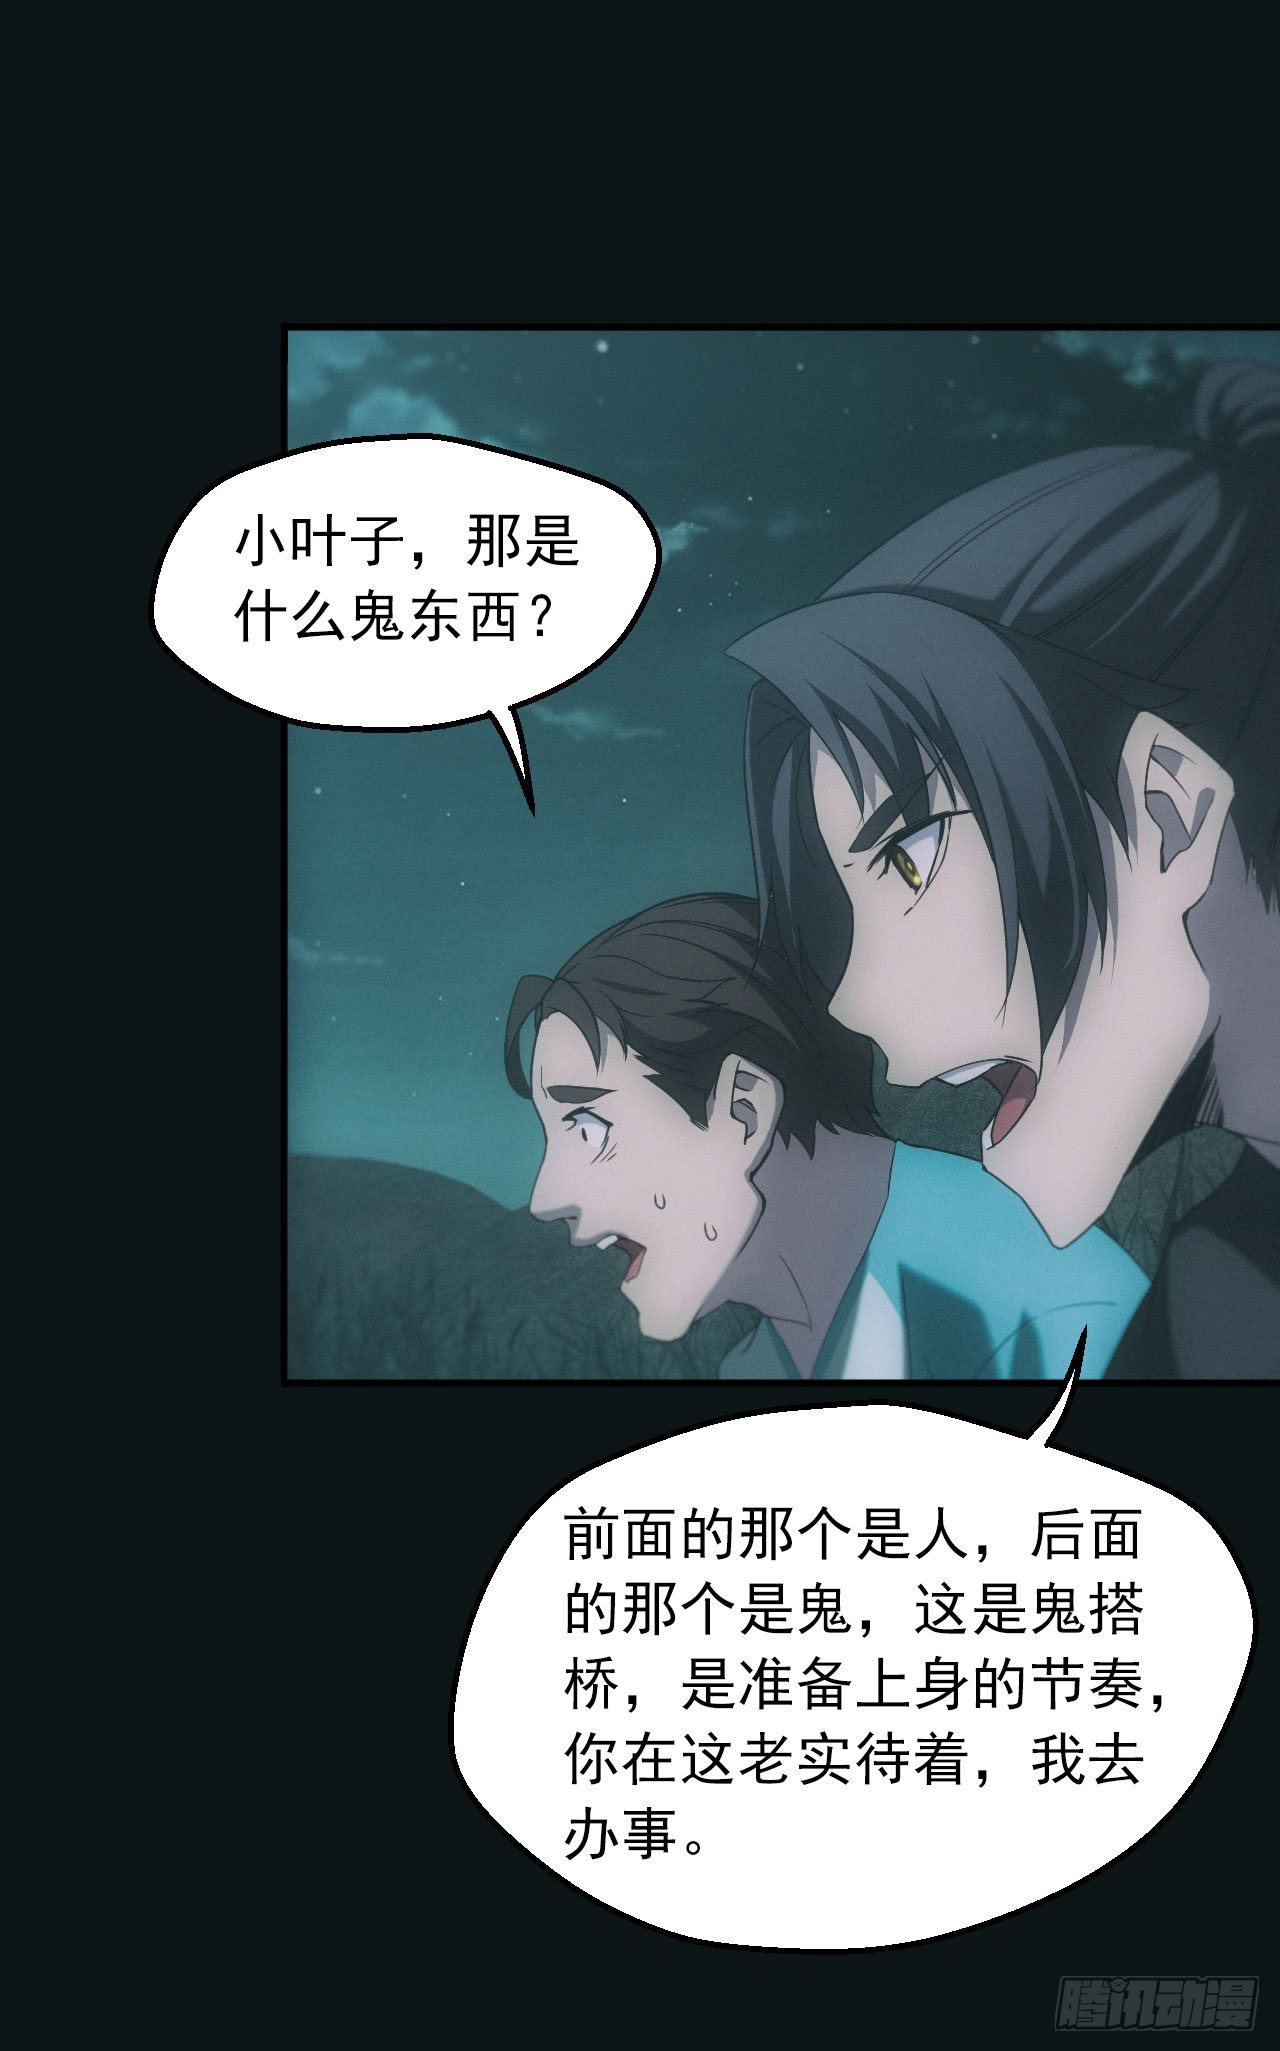 小叶子，那是
什么鬼东西？
前面的那个是人，后面
的那个是鬼，这是鬼搭
桥，是准备上身的节奏，
你在这老实待着，我去
办事。
腾讯动漫